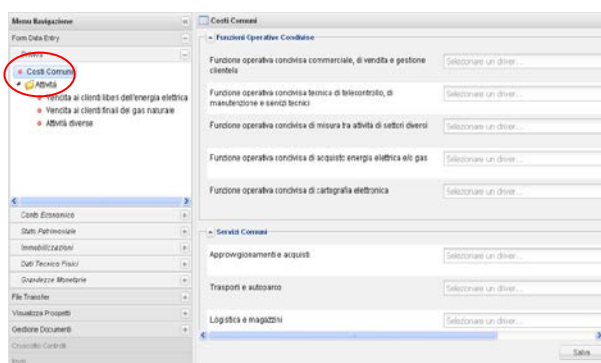 Menu Navigazione
Form Data Entry
Drivers
Costi Comuni
Attività
Vendita ai clienti liberi dell'energia elettrica
Vendita ai clienti finali del gas naturale
Attività diverse
Conto Economico
Stato Patrimoniale
Immobilizzazioni
Dati Tecnico Fisici
Grandezze Monetarie
File Transfer
Visualizza Prospetti
Gestione Documenti
Cruscotto Controlli
Costi Comuni
Funzioni Operative Condivise
Funzione operativa condivisa commerciale, di vendita e gestione
clientela
Selezionare un driver...
Funzione operativa condivisa tecnica di telecontrollo, di
manutenzione e servizi tecnici
Selezionare un driver...
Funzione operativa condivisa di misura tra attività di settori diversi
Selezionare un driver...
Funzione operativa condivisa di acquisto energia elettrica e/o gas
Selezionare un driver...
Funzione operativa condivisa di cartografia elettronica
Selezionare un driver...
Servizi Comuni
Approvvigionamenti e acquisti
Selezionare un driver...
Trasporti e autoparco
Selezionare un driver...
Logistica e magazzini
Selezionare un driver...
Salva